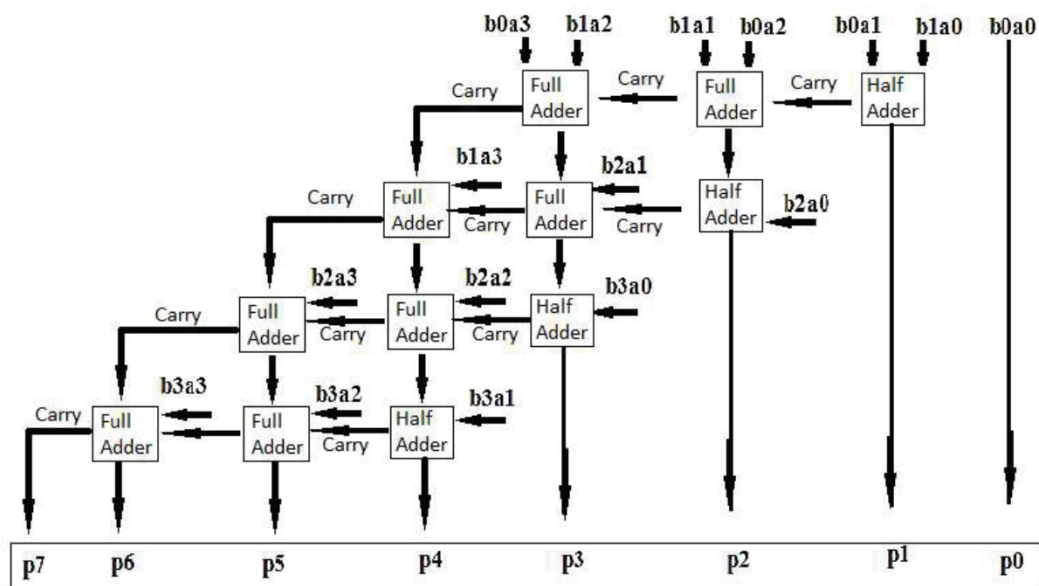 b0a3 b1a2 b1a1 b0a2 b0a1 b1a0 b0a0
Carry Full Adder Carry Full Adder Carry Half Adder
b1a3 b2a1
Carry Full Adder Carry Full Adder Carry Half Adder b2a0
b2a3 b2a2 b3a0
Carry Full Adder Carry Full Adder Carry Half Adder
b3a3 b3a2 b3a1
Carry Full Adder Full Adder Carry Half Adder
p7 p6 p5 p4 p3 p2 p1 p0